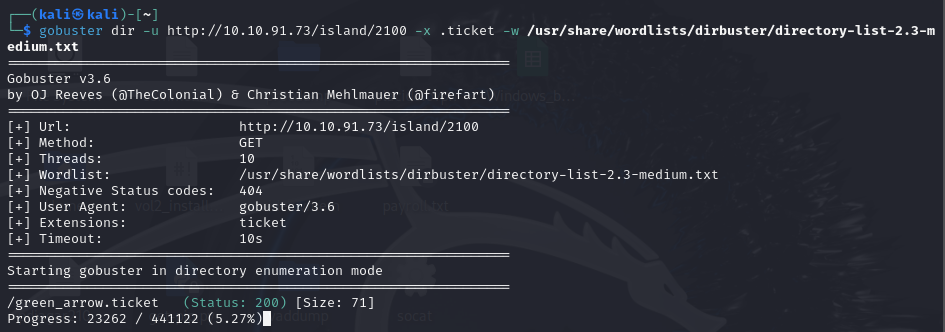 ┌──(kali㉿kali)-[~]
└─$ gobuster dir -u http://10.10.91.73/island/2100 -x .ticket -w /usr/share/wordlists/dirbuster/directory-list-2.3-m
edium.txt
===============================================================
Gobuster v3.6
by OJ Reeves (@TheColonial) & Christian Mehlmauer (@firefart)
===============================================================
[+] Url:                     http://10.10.91.73/island/2100
[+] Method:                  GET
[+] Threads:                 10
[+] Wordlist:                /usr/share/wordlists/dirbuster/directory-list-2.3-medium.txt
[+] Negative Status codes:   404
[+] User Agent:              gobuster/3.6
[+] Extensions:              ticket
[+] Timeout:                 10s
===============================================================
Starting gobuster in directory enumeration mode
===============================================================
/green_arrow.ticket   (Status: 200) [Size: 71]
Progress: 23262 / 441122 (5.27%)
socat